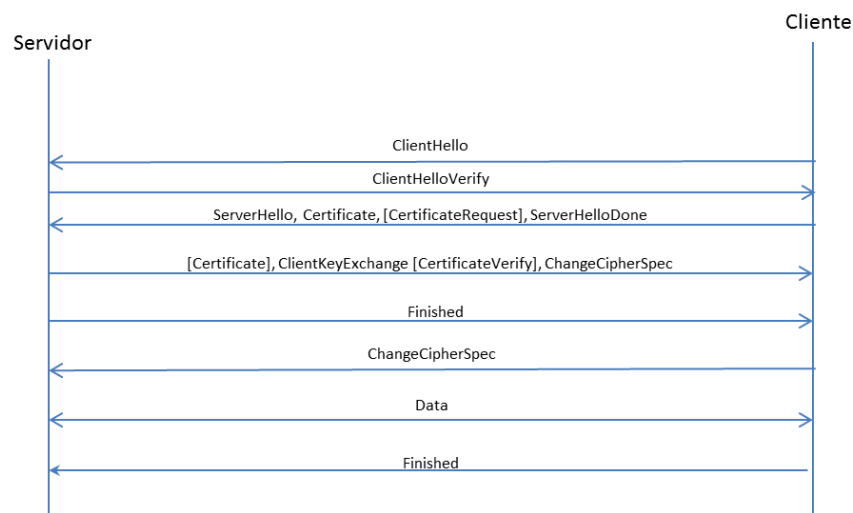 Cliente
Servidor
ClientHello
ClientHelloVerify
ServerHello, Certificate, [CertificateRequest], ServerHelloDone
[Certificate], ClientKeyExchange [CertificateVerify], ChangeCipherSpec
Finished
ChangeCipherSpec
Data
Finished